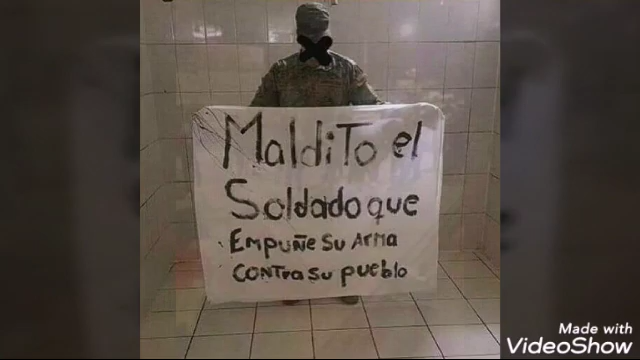 MaldiTo el
Soldado que
EMPUÑE SU ArMA
CONTra SU pueblo
Made with
VideoShow